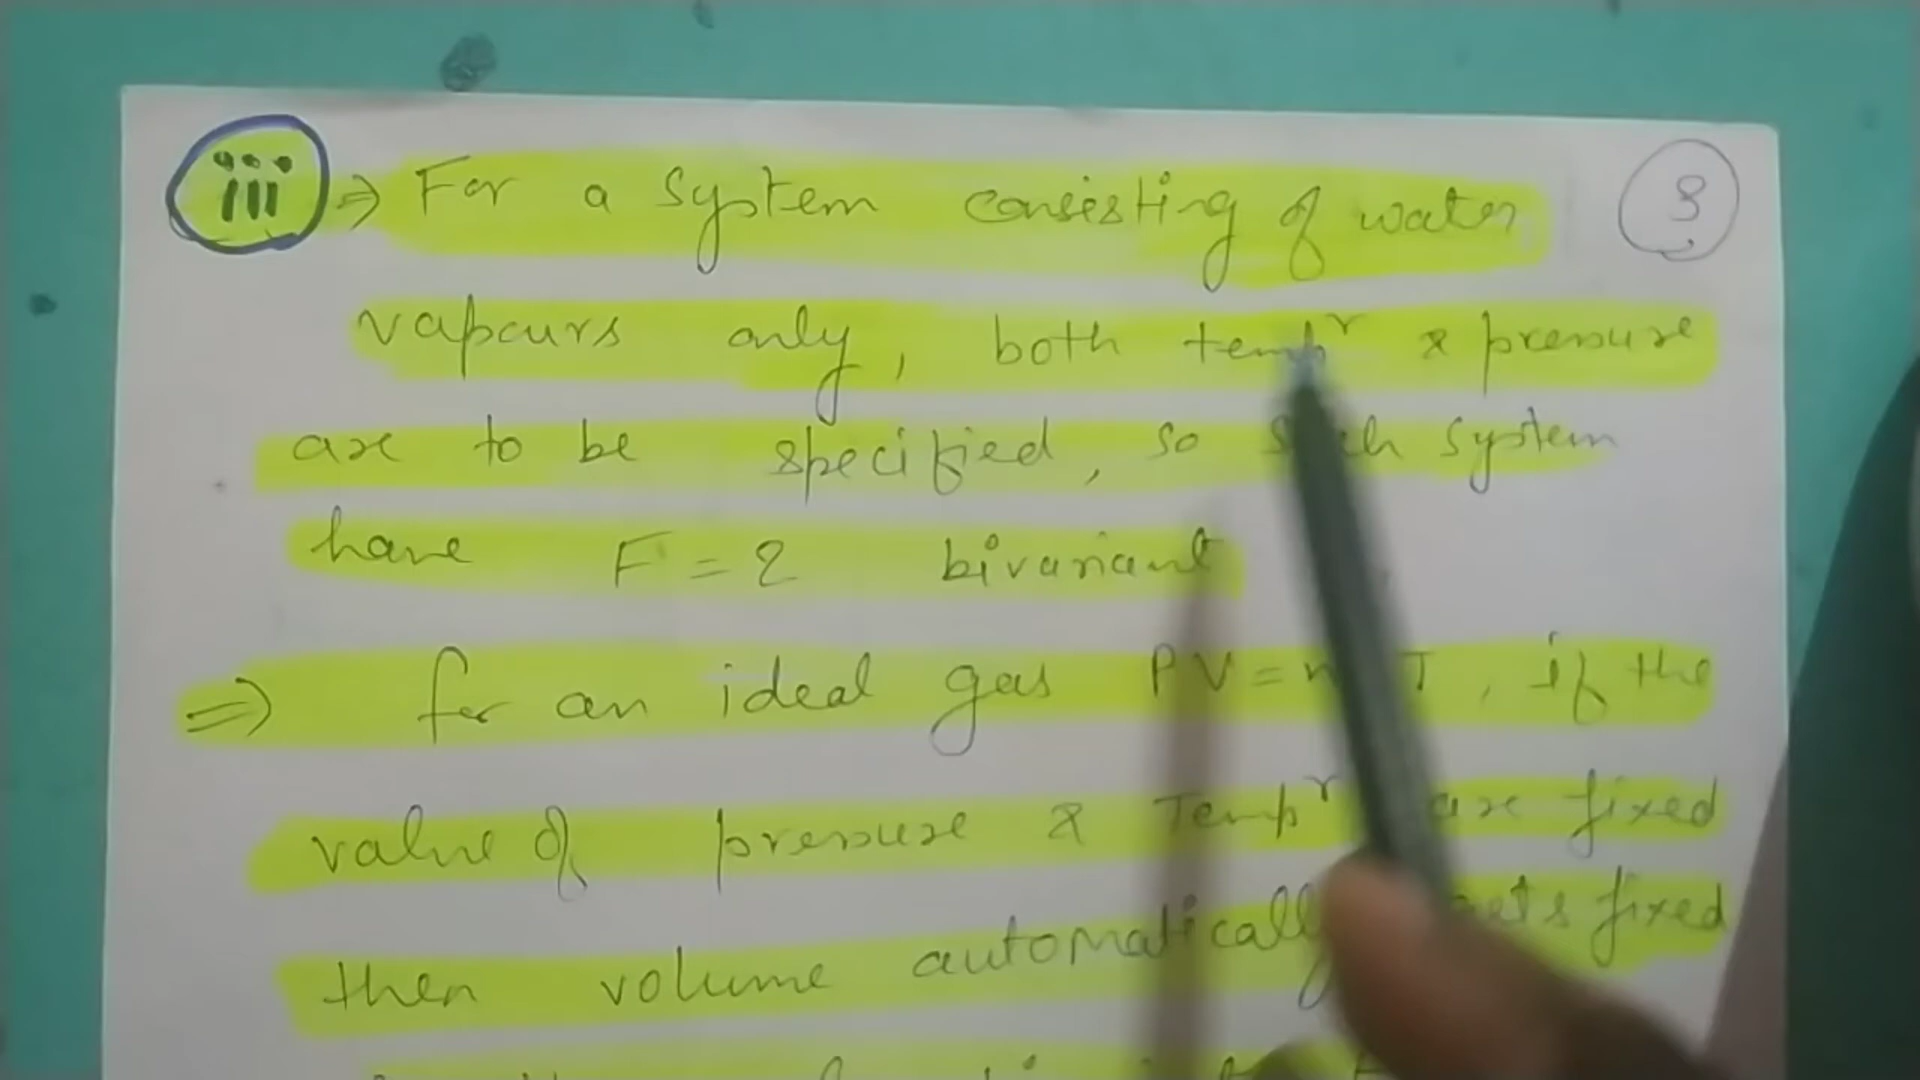 iii ⇒ For a system consisting of water
3
vapours only, both tempr & pressure
are to be specified, so such system
have F = 2 bivariant
⇒ for an ideal gas PV = n T, if the
value of pressure & Tempr are fixed
then volume automatically gets fixed